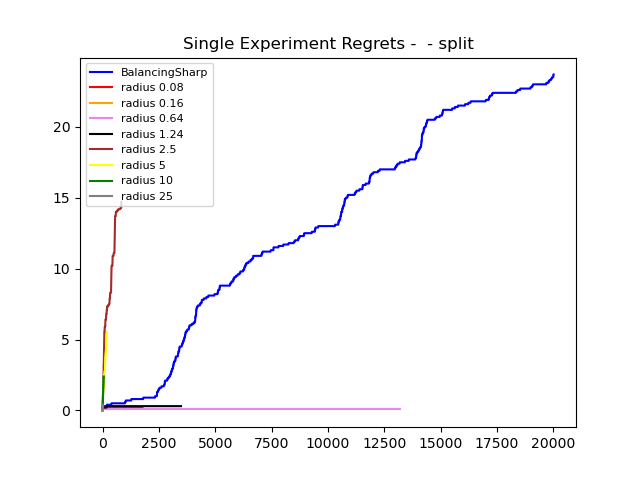 Single Experiment Regrets -  - split
BalancingSharp
radius 0.08
radius 0.16
radius 0.64
radius 1.24
radius 2.5
radius 5
radius 10
radius 25
20
15
10
5
0
0 2500 5000 7500 10000 12500 15000 17500 20000